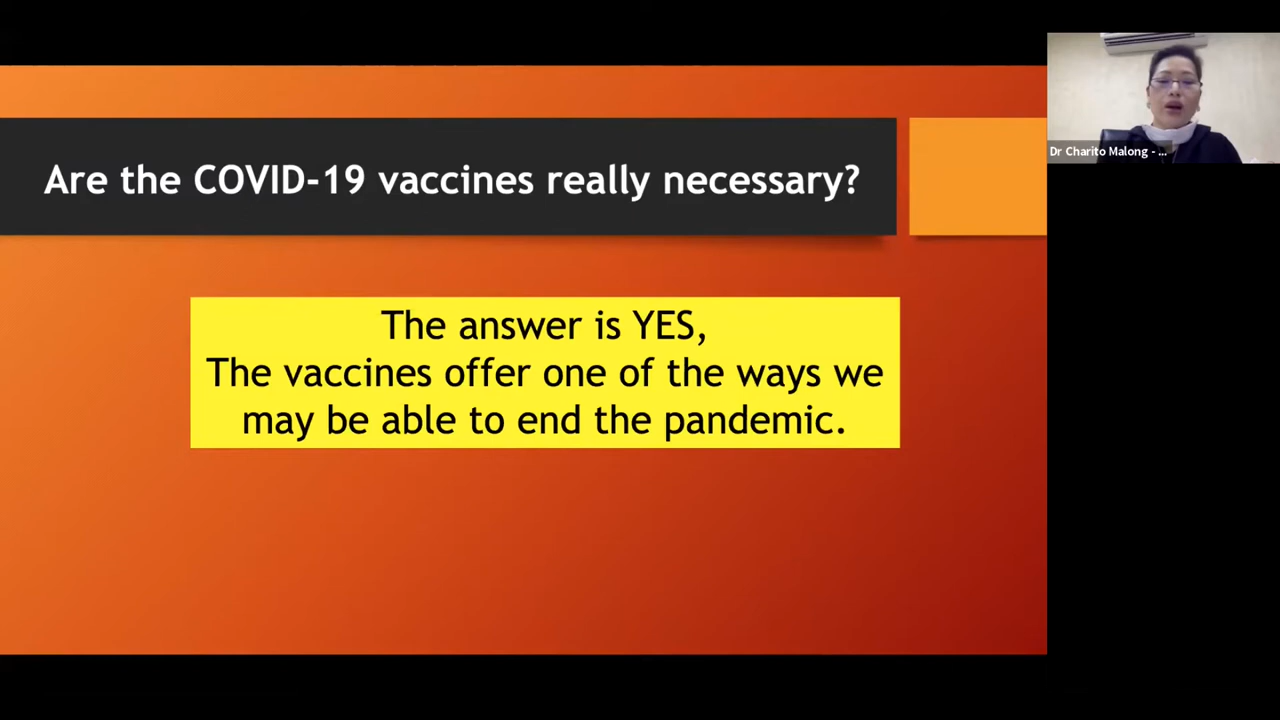 Are the COVID-19 vaccines really necessary?
The answer is YES,
The vaccines offer one of the ways we
may be able to end the pandemic.
Dr Charito Malong - ...